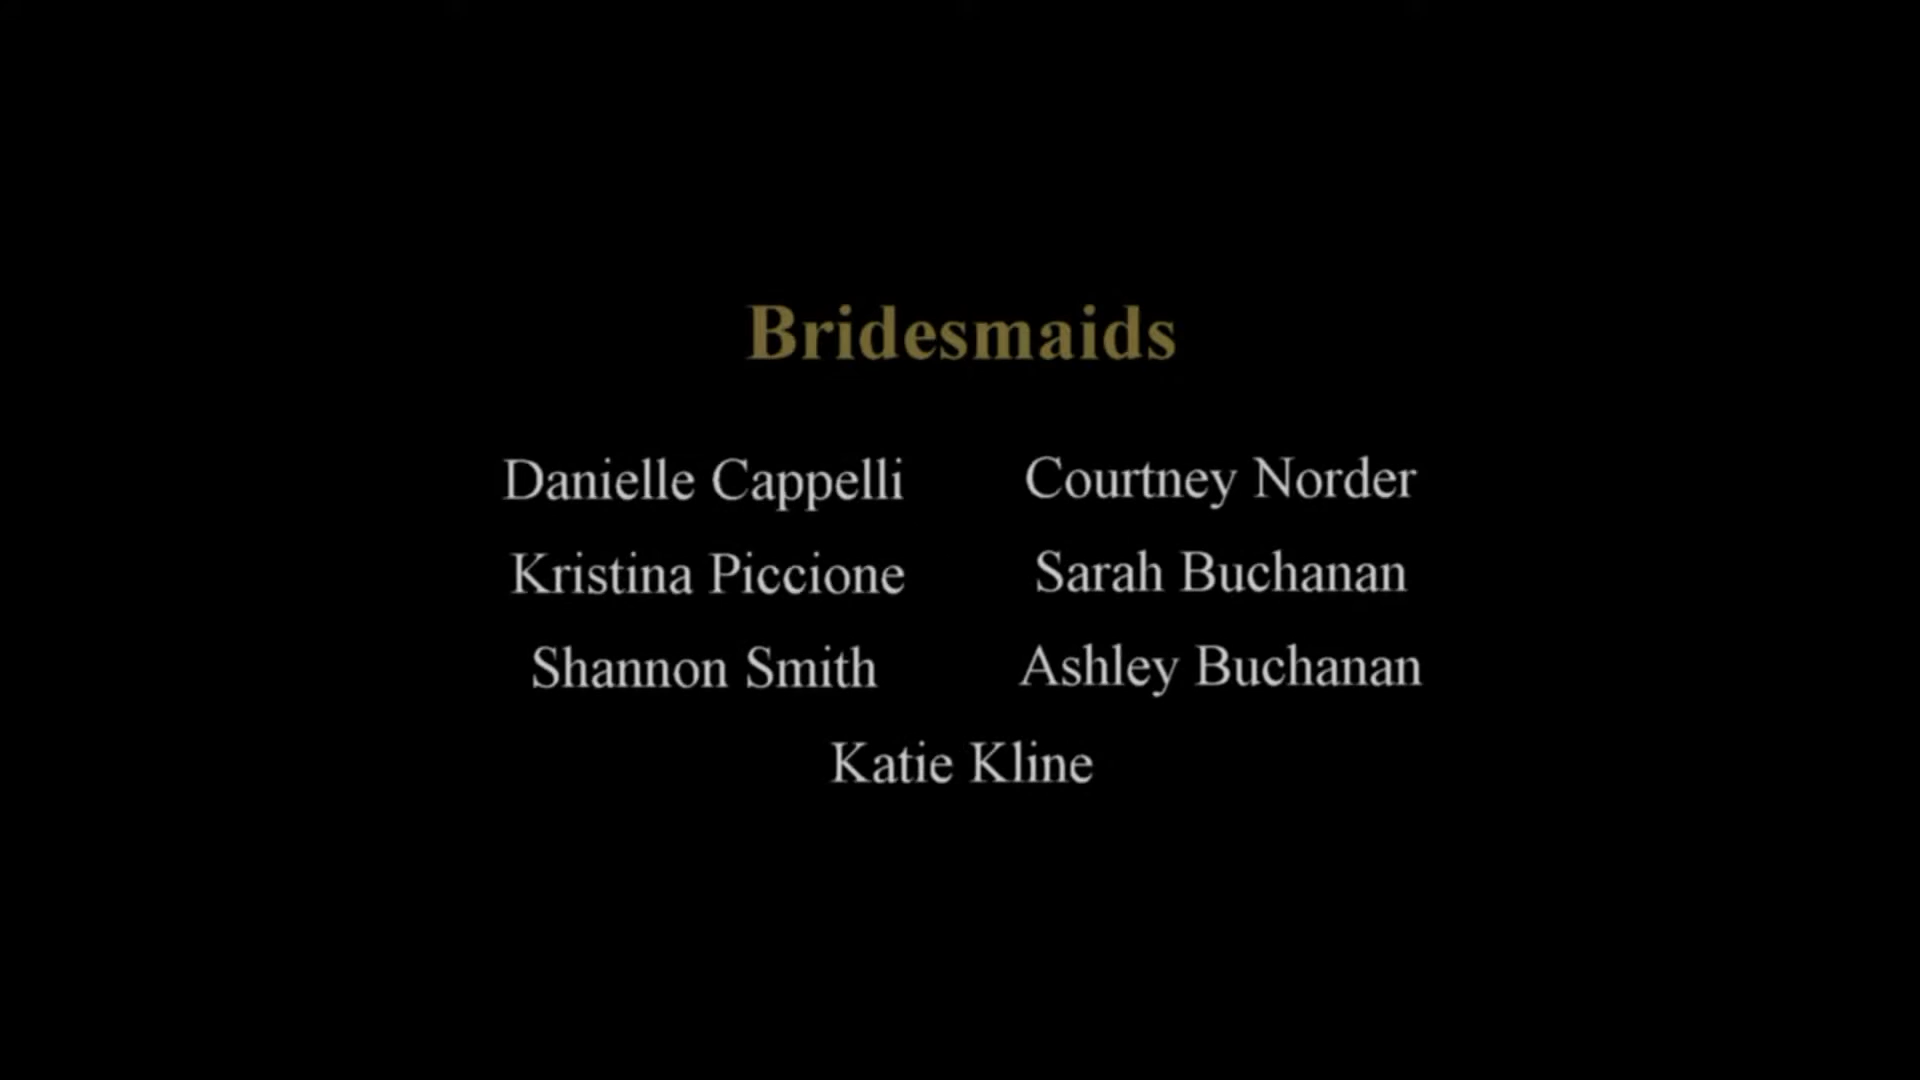 Bridesmaids
Danielle Cappelli Courtney Norder
Kristina Piccione Sarah Buchanan
Shannon Smith Ashley Buchanan
Katie Kline